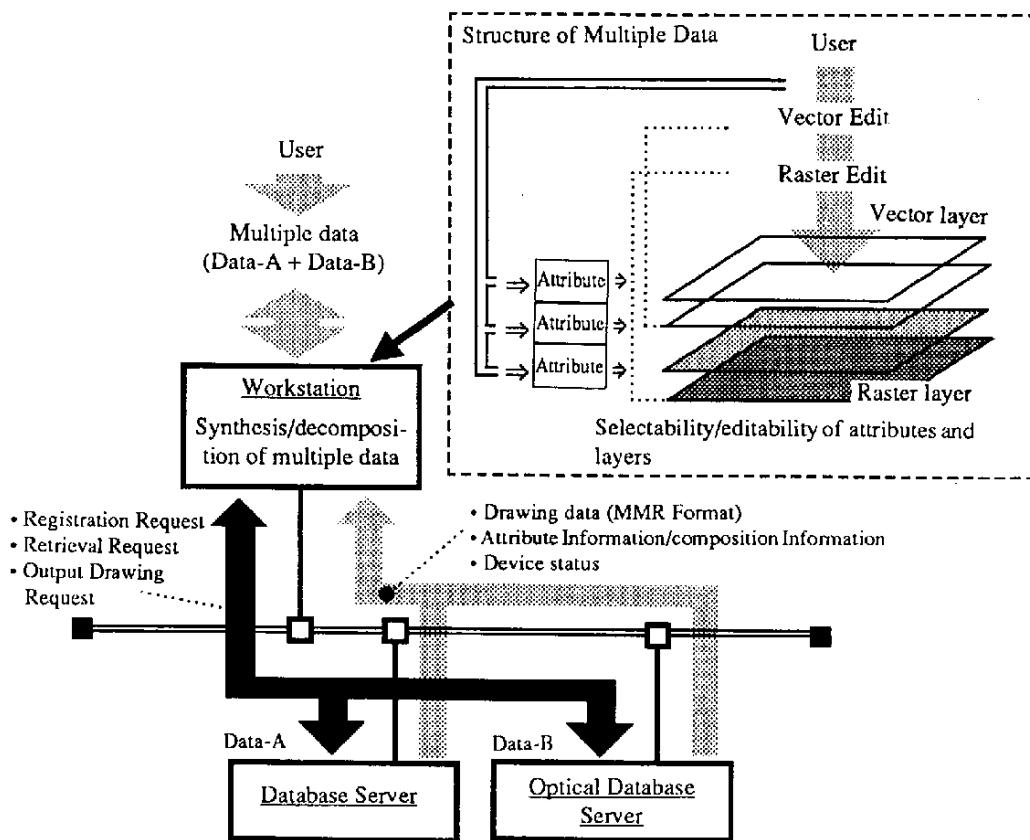 Structure of Multiple Data
User
Vector Edit
Raster Edit
Vector layer
Attribute
Attribute
Attribute
Raster layer
Selectability/editability of attributes and
layers
User
Multiple data
(Data-A + Data-B)
Workstation
Synthesis/decomposi-
tion of multiple data
• Registration Request
• Retrieval Request
• Output Drawing
Request
• Drawing data (MMR Format)
• Attribute Information/composition Information
• Device status
Data-A
Database Server
Data-B
Optical Database
Server